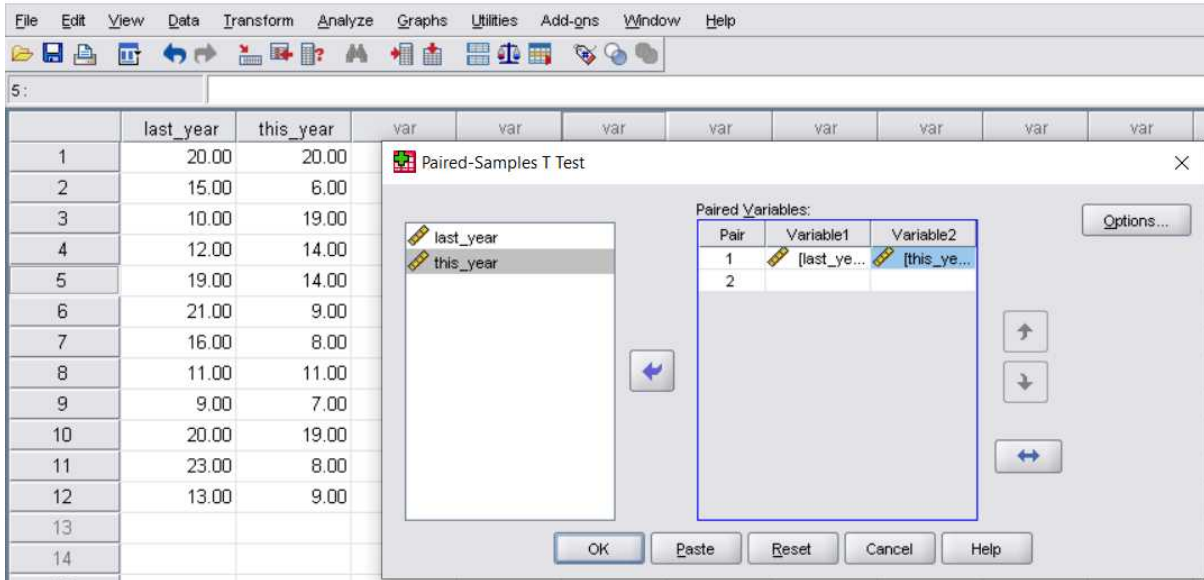 File Edit View Data Transform Analyze Graphs Utilities Add-ons Window Help
5 :
last_year this_year var var var var var var var var
1 20.00 20.00
2 15.00 6.00
3 10.00 19.00
4 12.00 14.00
5 19.00 14.00
6 21.00 9.00
7 16.00 8.00
8 11.00 11.00
9 9.00 7.00
10 20.00 19.00
11 23.00 8.00
12 13.00 9.00
13
14
Paired-Samples T Test
last_year
this_year
Paired Variables:
Pair Variable1 Variable2
1 [last_ye... [this_ye...
2
Options...
OK Paste Reset Cancel Help